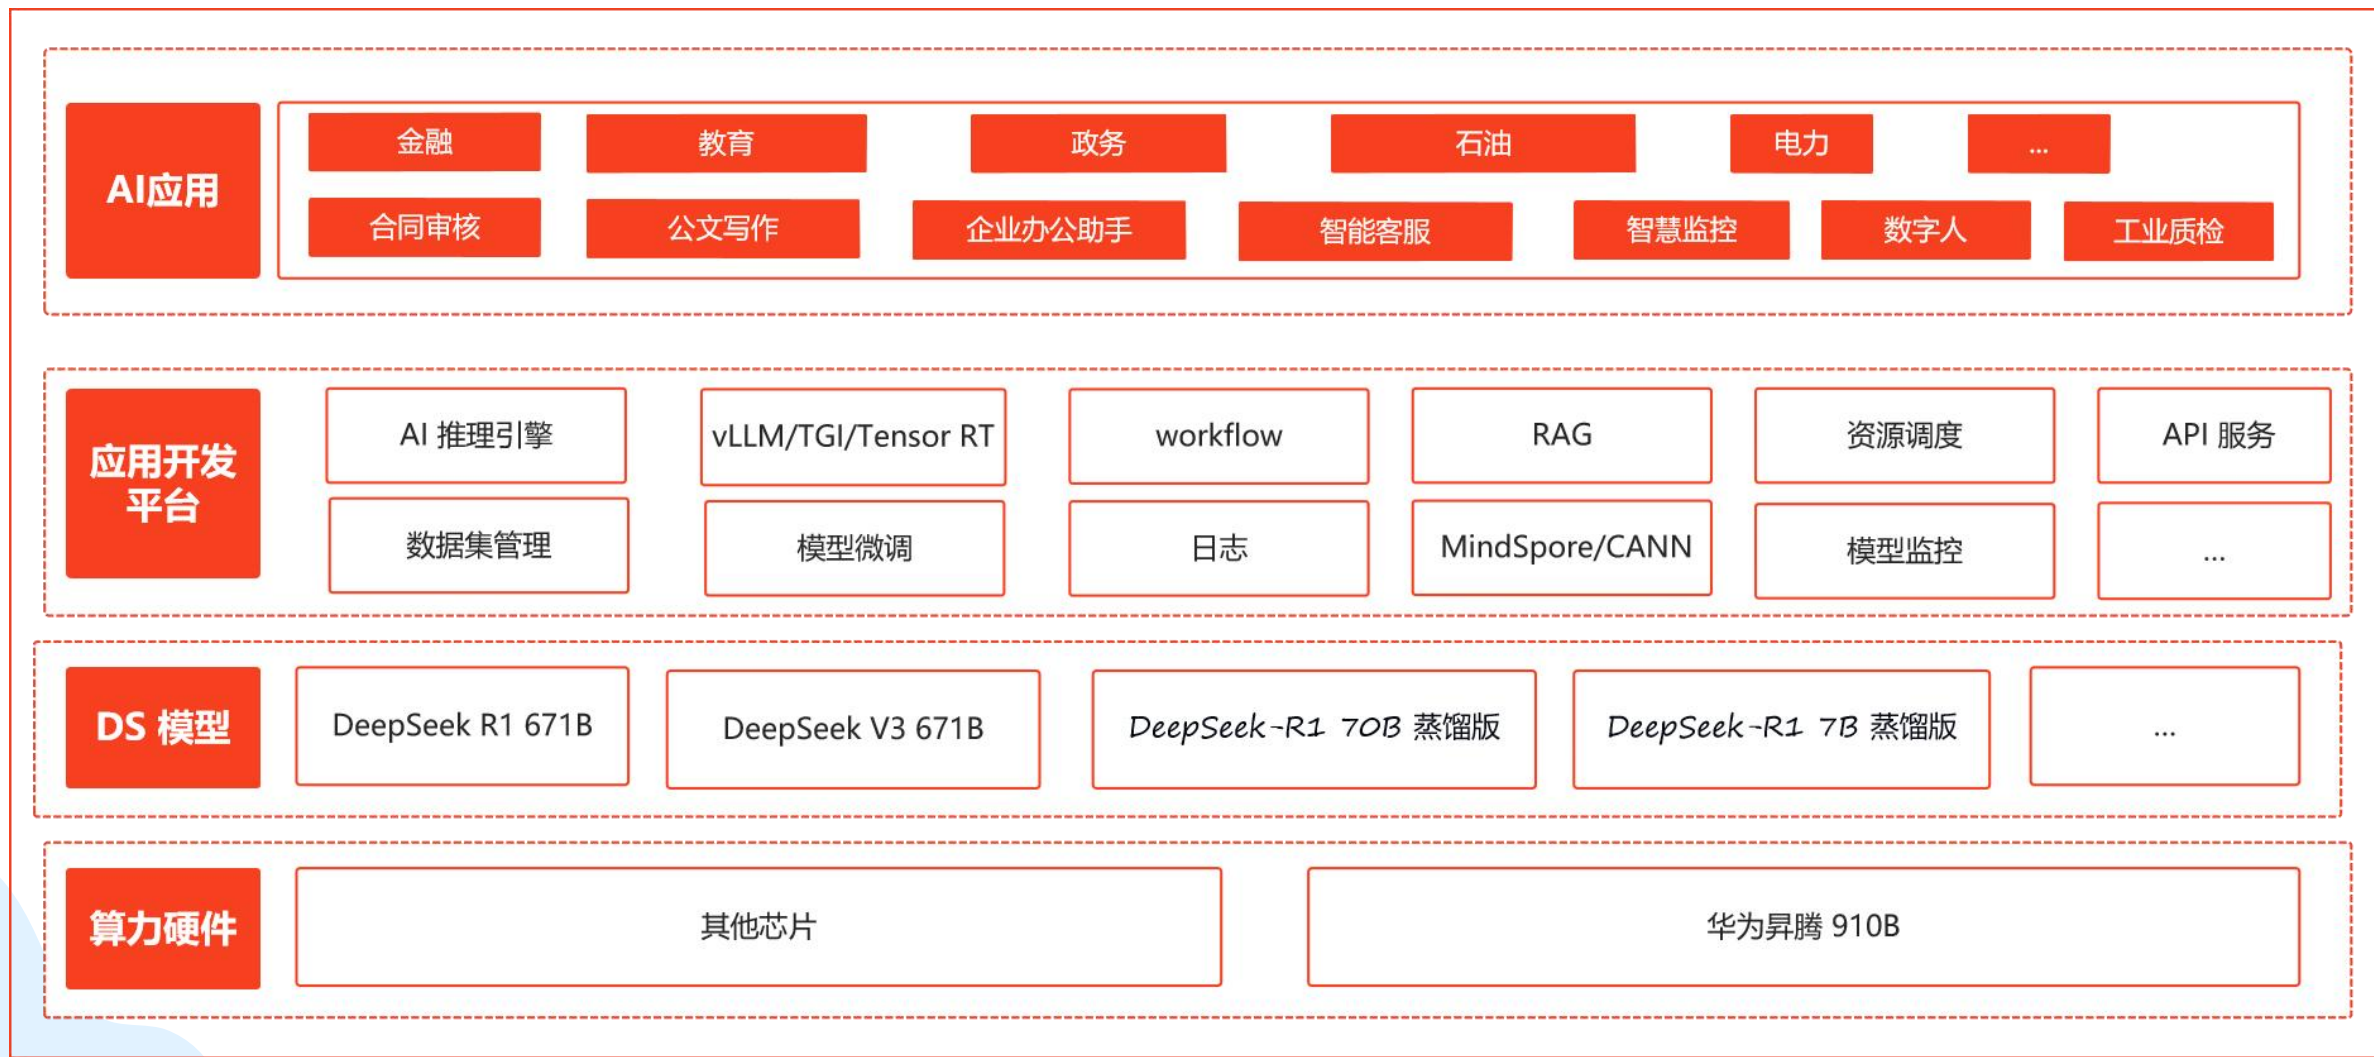 AI应用
金融
教育
政务
石油
电力
...
合同审核
公文写作
企业办公助手
智能客服
智慧监控
数字人
工业质检
应用开发
平台
AI 推理引擎
vLLM/TGI/Tensor RT
workflow
RAG
资源调度
API 服务
数据集管理
模型微调
日志
MindSpore/CANN
模型监控
...
DS 模型
DeepSeek R1 671B
DeepSeek V3 671B
DeepSeek-R1 70B 蒸馏版
DeepSeek-R1 7B 蒸馏版
...
算力硬件
其他芯片
华为昇腾 910B